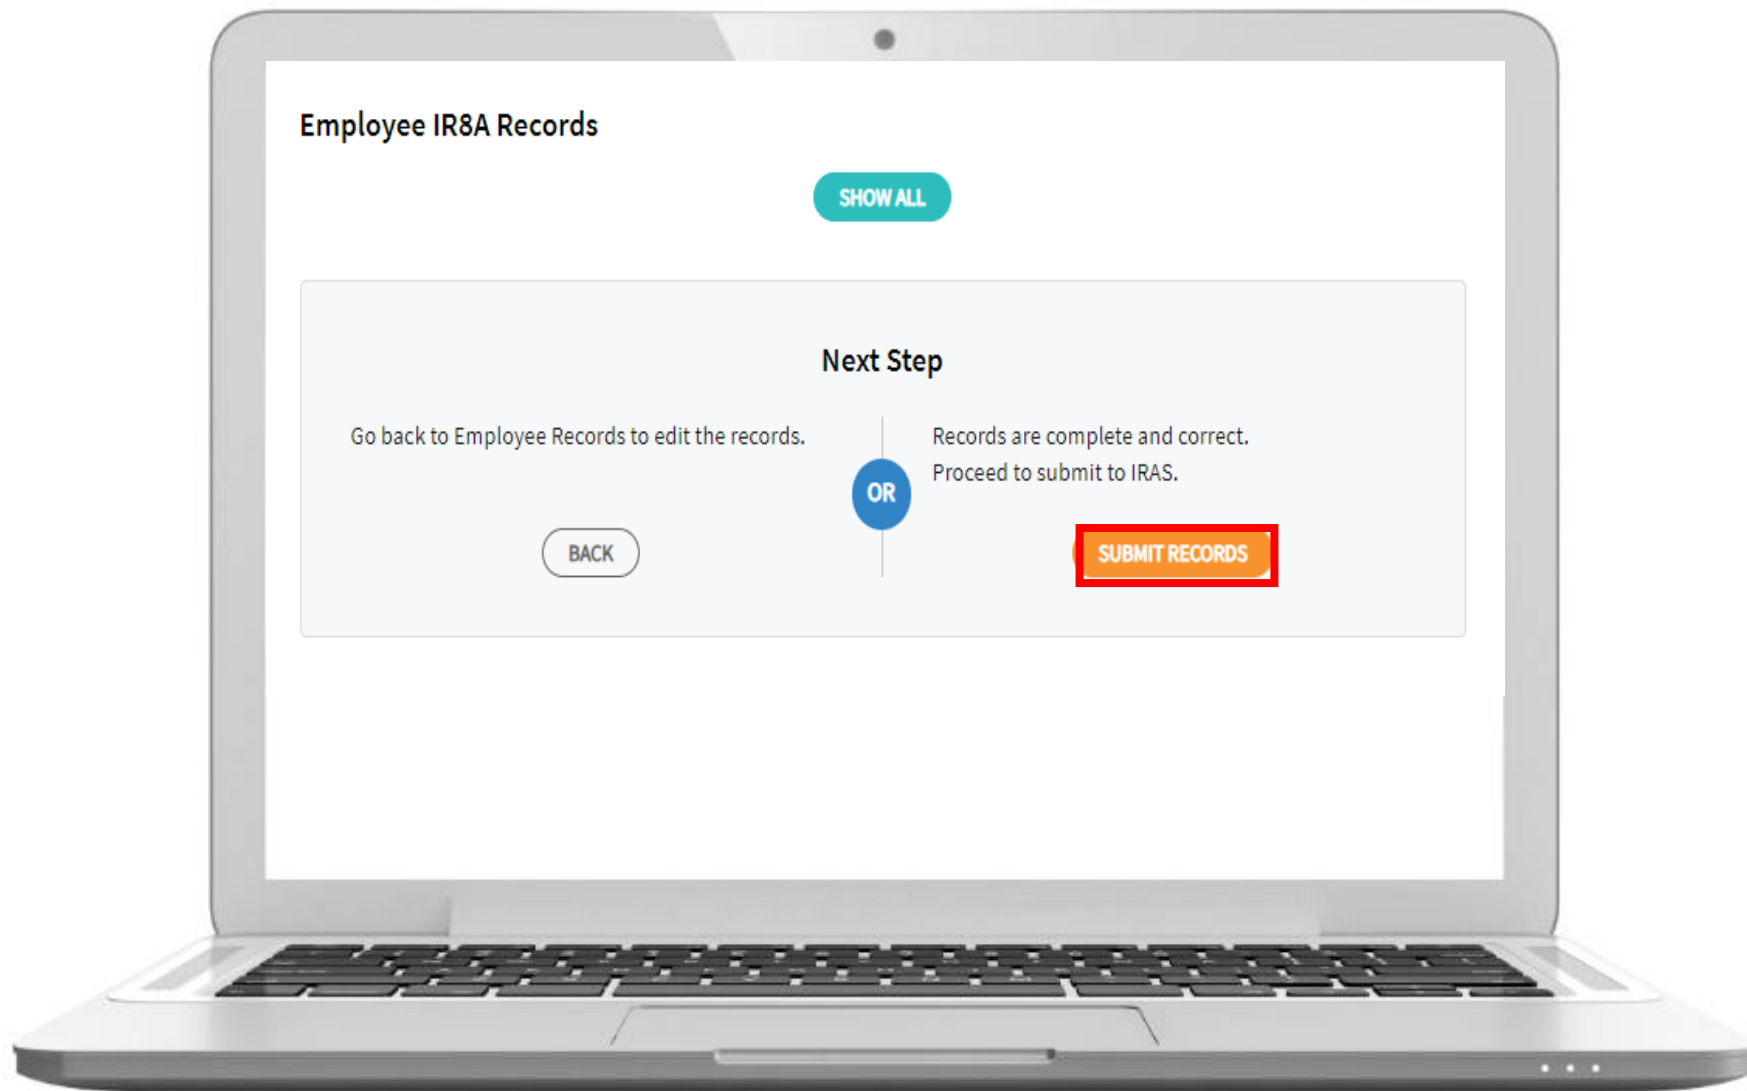 Employee IR8A Records
SHOW ALL
Next Step
Go back to Employee Records to edit the records.
BACK
OR
Records are complete and correct.
Proceed to submit to IRAS.
SUBMIT RECORDS